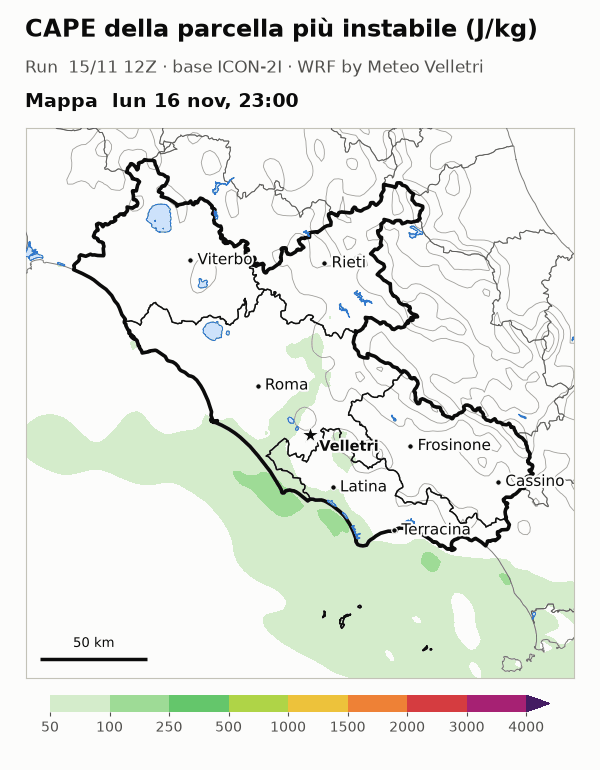 CAPE della parcella più instabile (J/kg)
Run 15/11 12Z · base ICON-2I · WRF by Meteo Velletri
Mappa lun 16 nov, 23:00
Viterbo
Rieti
Roma
Velletri
Frosinone
Latina
Cassino
Terracina
50 km
50 100 250 500 1000 1500 2000 3000 4000